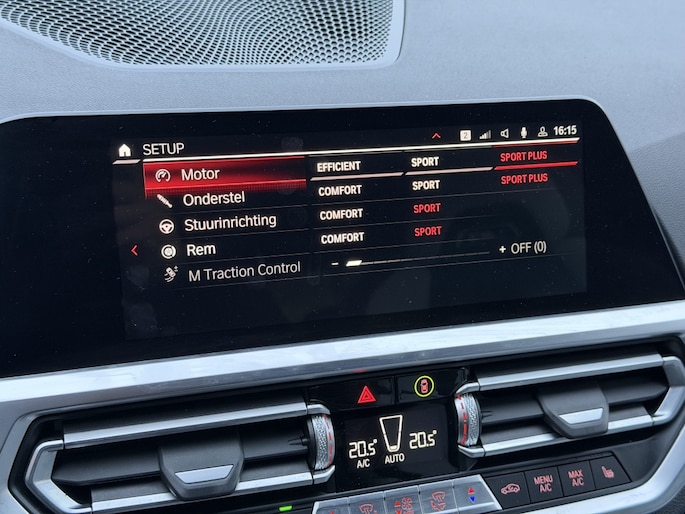 2 16:15
SETUP
Motor EFFICIENT SPORT SPORT PLUS
Onderstel COMFORT SPORT SPORT PLUS
Stuurinrichting COMFORT SPORT
Rem COMFORT SPORT
M Traction Control - + OFF (0)
20.5° 20.5°
A/C AUTO
MENU A/C
MAX A/C